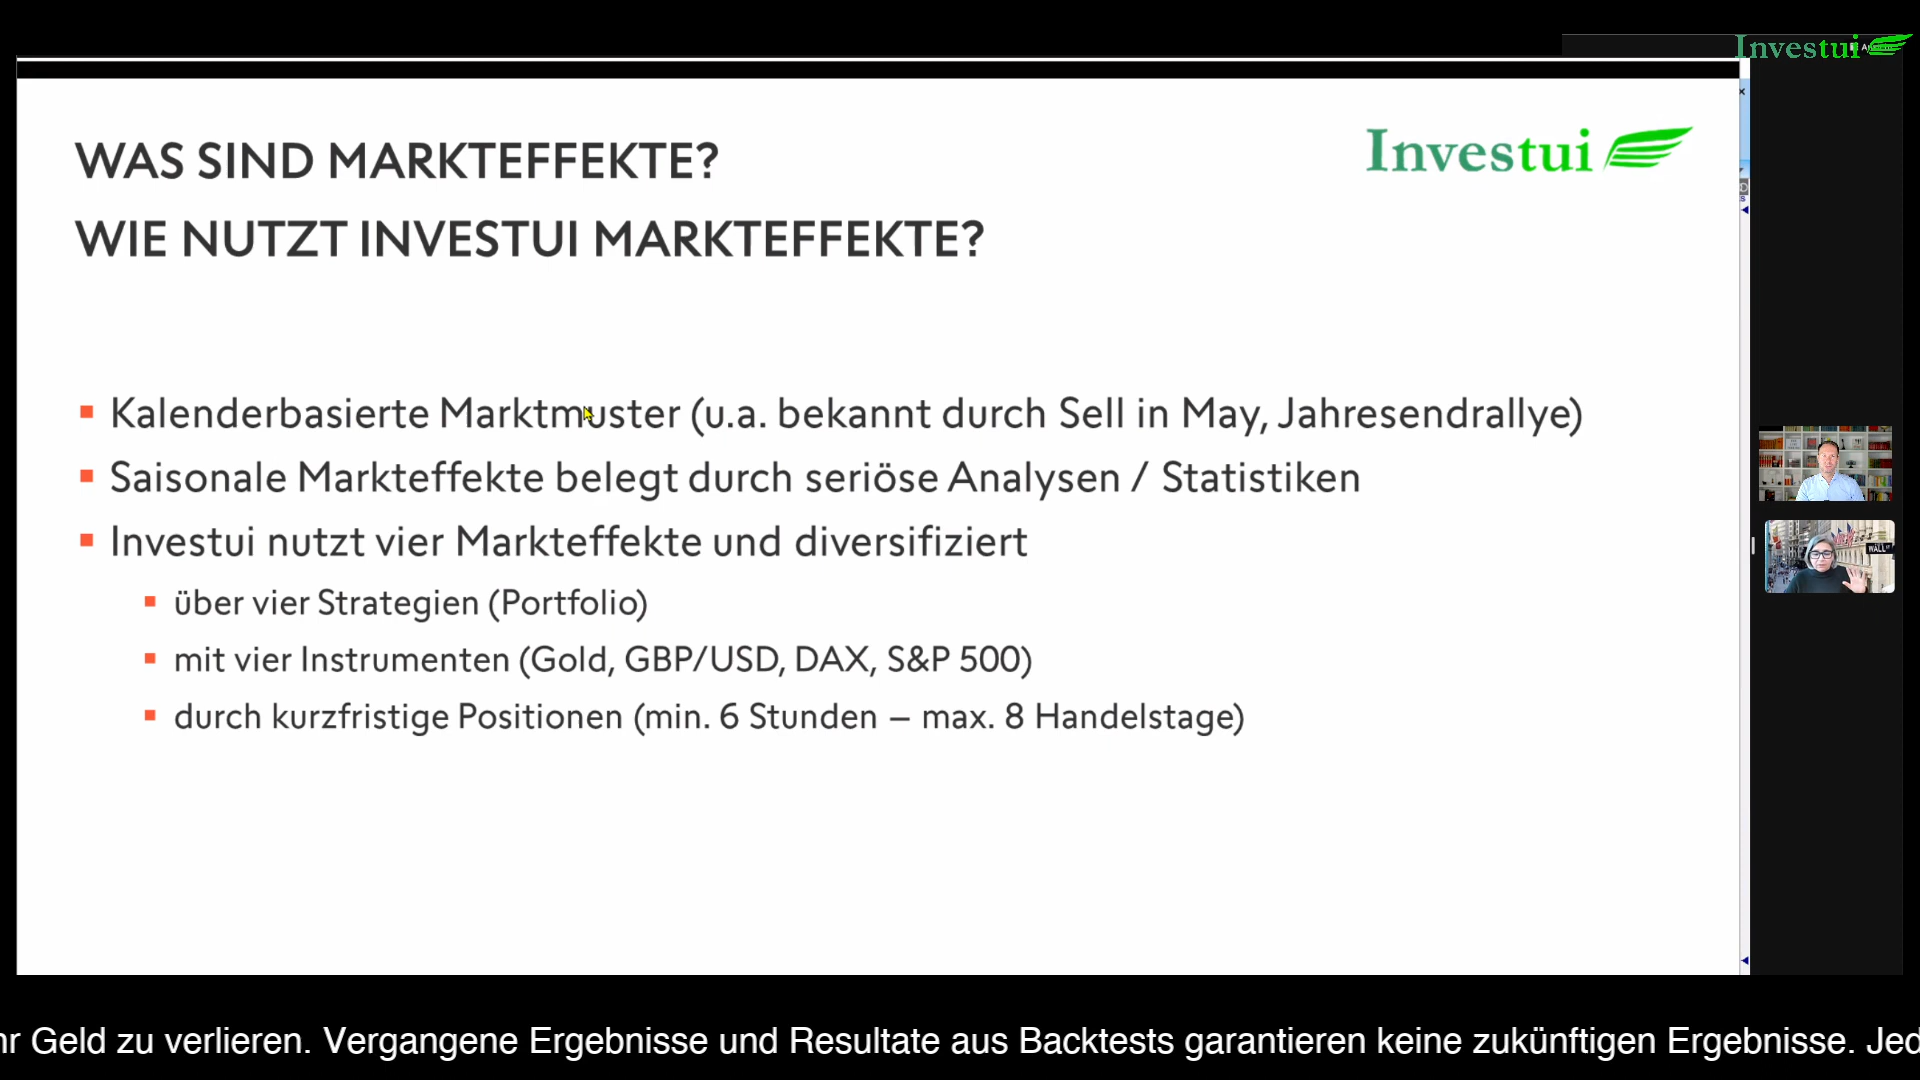 Investui
WAS SIND MARKTEFFEKTE?
Investui
WIE NUTZT INVESTUI MARKTEFFEKTE?
▪ Kalenderbasierte Marktmuster (u.a. bekannt durch Sell in May, Jahresendrallye)
▪ Saisonale Markteffekte belegt durch seriöse Analysen / Statistiken
▪ Investui nutzt vier Markteffekte und diversifiziert
▪ über vier Strategien (Portfolio)
▪ mit vier Instrumenten (Gold, GBP/USD, DAX, S&P 500)
▪ durch kurzfristige Positionen (min. 6 Stunden – max. 8 Handelstage)
WALL
Geld zu verlieren. Vergangene Ergebnisse und Resultate aus Backtests garantieren keine zukünftigen Ergebnisse. Jed